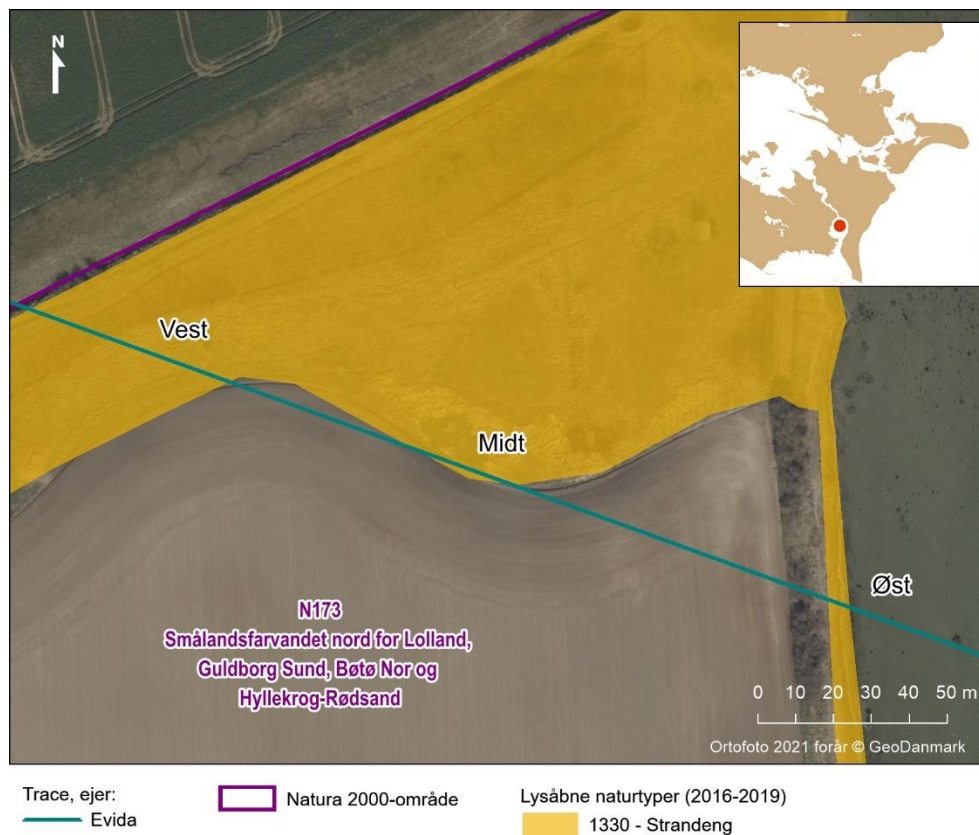 N
Vest
Midt
Øst
N173
Smålandsfarvandet nord for Lolland,
Guldborg Sund, Bøtø Nor og
Hyllekrog-Rødsand
0 10 20 30 40 50 m
Ortofoto 2021 forår © GeoDanmark
Trace, ejer:
Evida
Natura 2000-område
Lysåbne naturtyper (2016-2019)
1330 - Strandeng